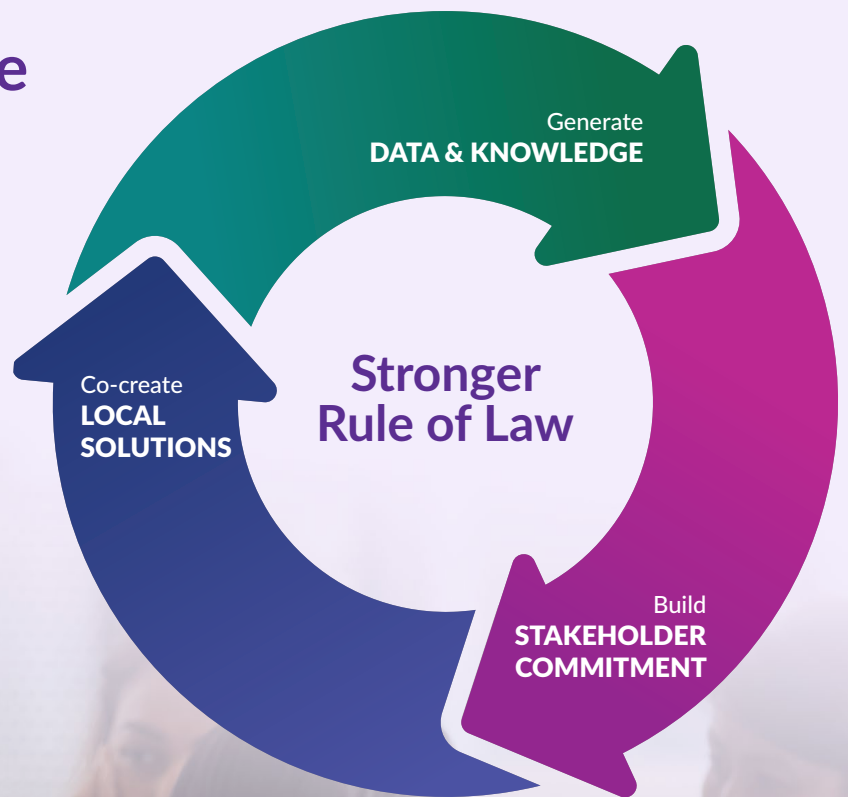 e
Generate
DATA & KNOWLEDGE
Stronger
Rule of Law
Co-create
LOCAL
SOLUTIONS
Build
STAKEHOLDER
COMMITMENT